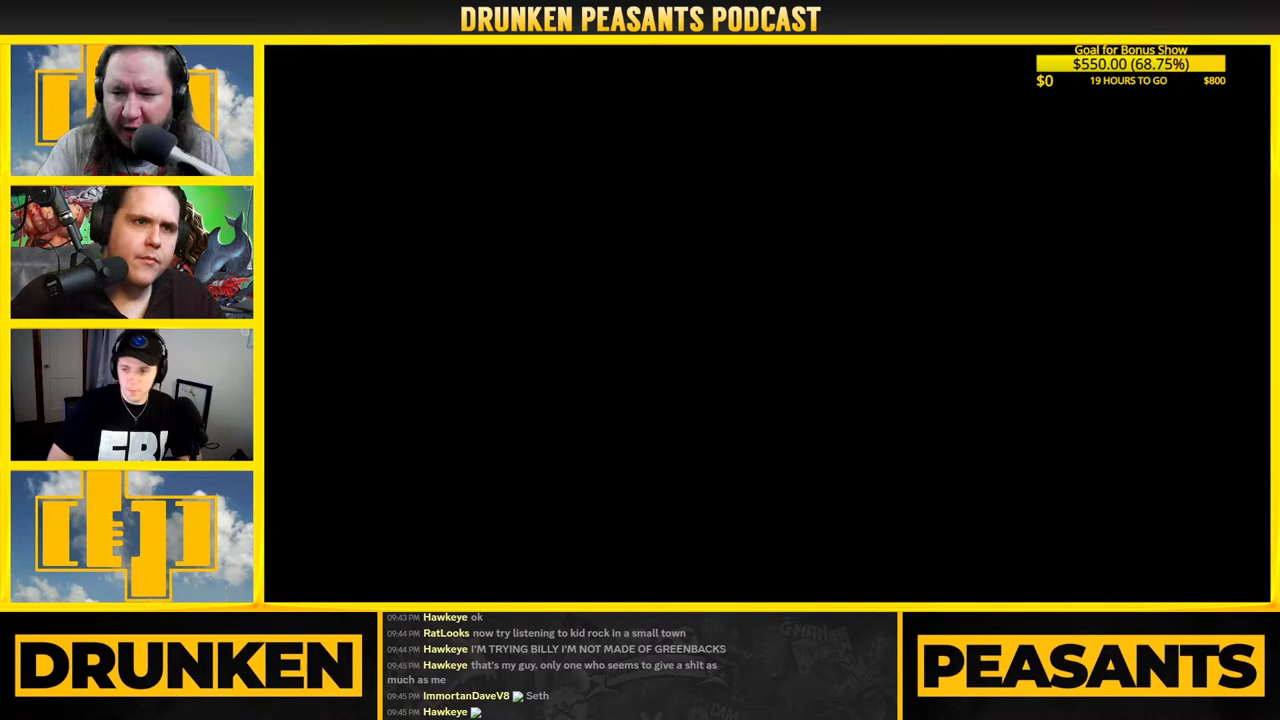 DRUNKEN PEASANTS PODCAST
Goal for Bonus Show
$550.00 (68.75%)
$0 19 HOURS TO GO $800
FBI
09:43 PM Hawkeye ok
09:44 PM RatLooks now try listening to kid rock in a small town
09:44 PM Hawkeye I'M TRYING BILLY I'M NOT MADE OF GREENBACKS
09:45 PM Hawkeye that's my guy. only one who seems to give a shit as
much as me
09:45 PM ImmortanDaveV8 Seth
09:45 PM Hawkeye
DRUNKEN
PEASANTS